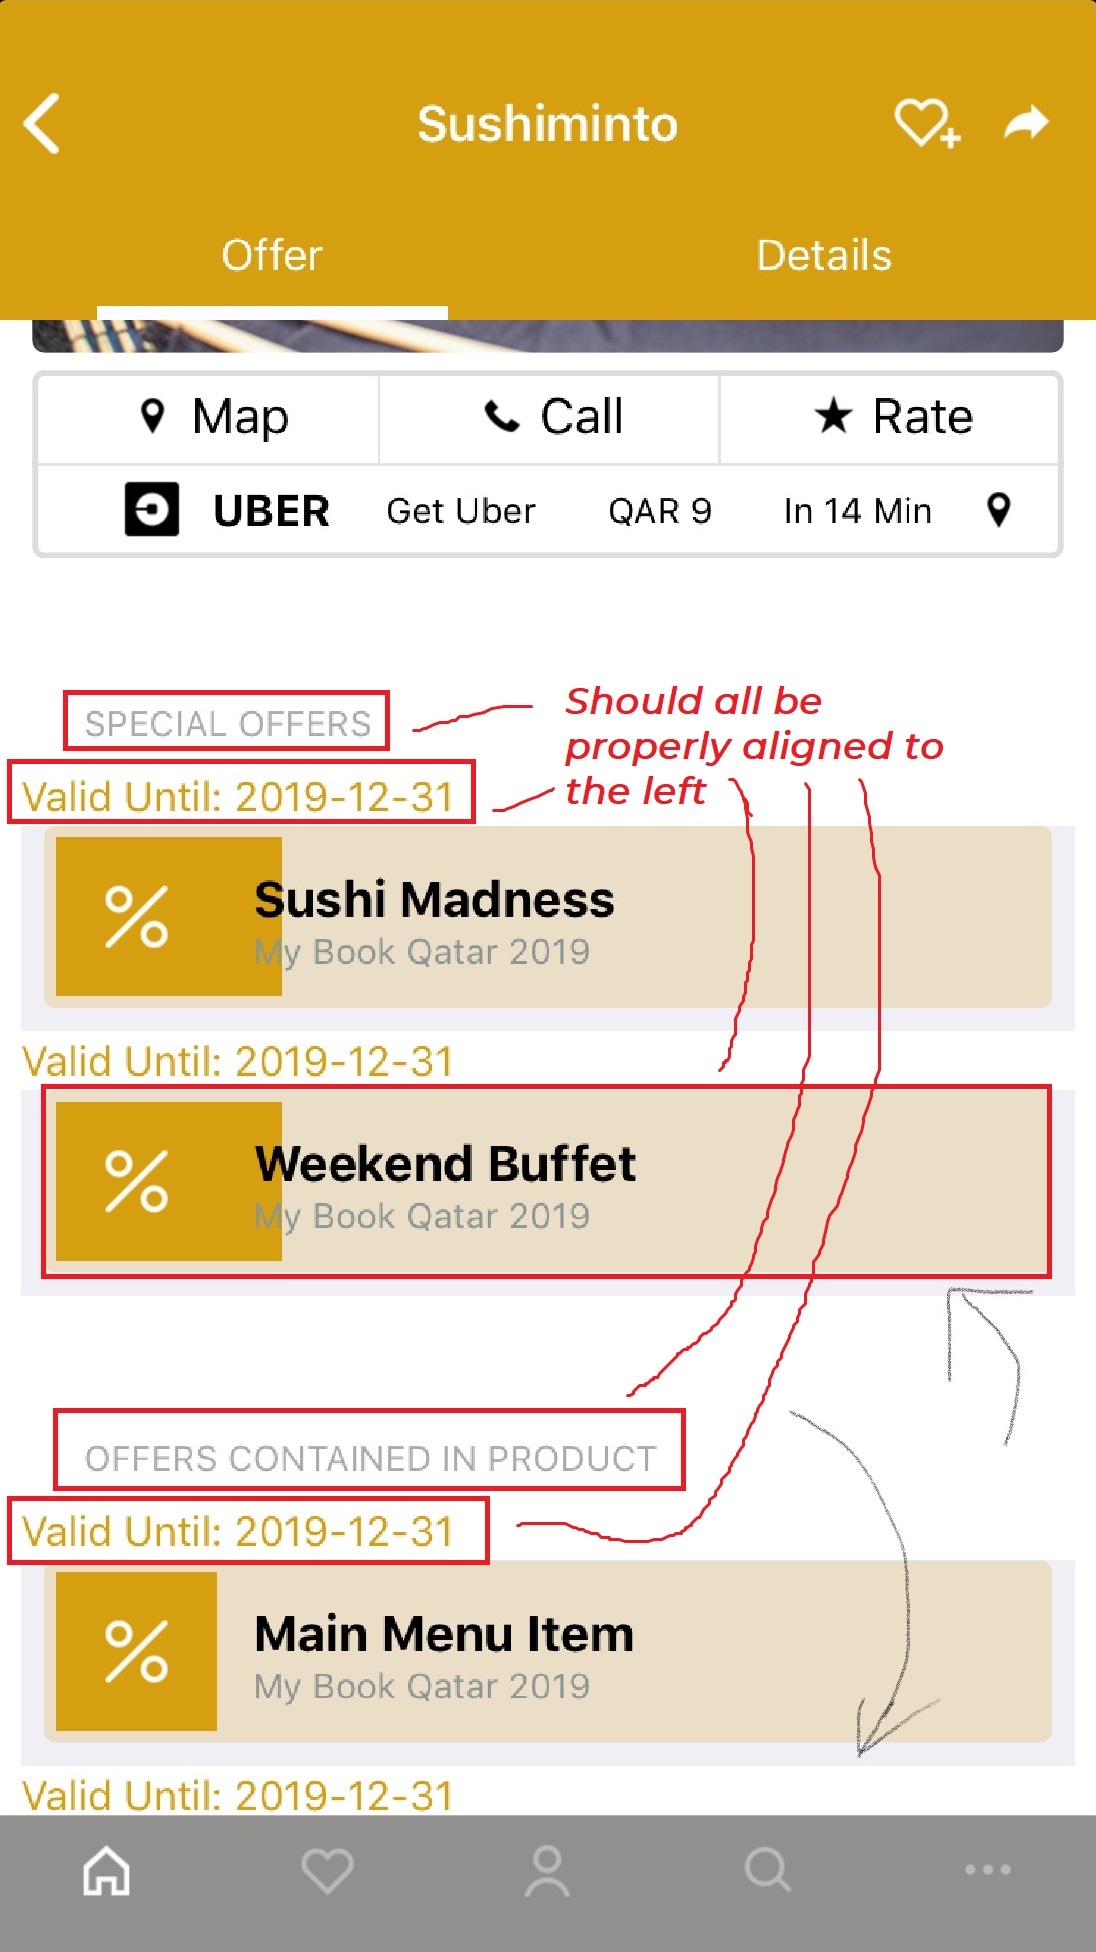 Sushiminto
Offer Details
Map Call Rate
UBER Get Uber QAR 9 In 14 Min
SPECIAL OFFERS
Should all be
properly aligned to
the left
Valid Until: 2019-12-31
% Sushi Madness
My Book Qatar 2019
Valid Until: 2019-12-31
% Weekend Buffet
My Book Qatar 2019
OFFERS CONTAINED IN PRODUCT
Valid Until: 2019-12-31
% Main Menu Item
My Book Qatar 2019
Valid Until: 2019-12-31